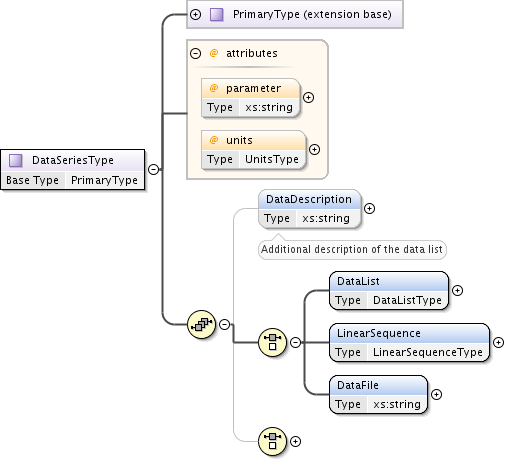 PrimaryType (extension base)
@ attributes
@ parameter
Type xs:string
@ units
Type UnitsType
DataSeriesType
Base Type PrimaryType
DataDescription
Type xs:string
Additional description of the data list
DataList
Type DataListType
LinearSequence
Type LinearSequenceType
DataFile
Type xs:string